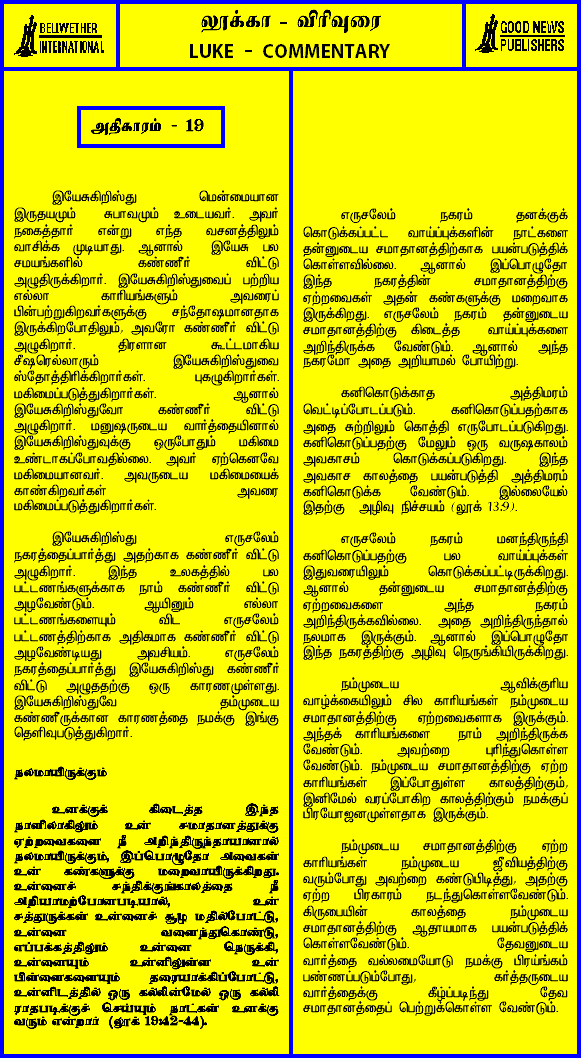 BELWETHER
INTERNATIONAL
லூக்கா - விரிவுரை
LUKE - COMMENTARY
GOOD NEWS
PUBLISHERS
அதிகாரம் - 19
இயேசுகிறிஸ்து மென்மையான
இருதயமும் சுபாவமும் உடையவர். அவர்
நகைத்தார் என்று எந்த வசனத்திலும்
வாசிக்க முடியாது. ஆனால் இயேசு பல
சமயங்களில் கண்ணீர் விட்டு
அழுதிருக்கிறார். இயேசுகிறிஸ்துவைப் பற்றிய
எல்லா காரியங்களும் அவரைப்
பின்பற்றுகிறவர்களுக்கு சந்தோஷமானதாக
இருக்கிறபோதிலும், அவரோ கண்ணீர் விட்டு
அழுகிறார். திரளான கூட்டமாகிய
சீஷரெல்லாரும் இயேசுகிறிஸ்துவை
ஸ்தோத்திரிக்கிறார்கள். புகழுகிறார்கள்.
மகிமைப்படுத்துகிறார்கள். ஆனால்
இயேசுகிறிஸ்துவோ கண்ணீர் விட்டு
அழுகிறார். மனுஷருடைய வார்த்தையினால்
இயேசுகிறிஸ்துவுக்கு ஒருபோதும் மகிமை
உண்டாகப்போவதில்லை. அவர் ஏற்கெனவே
மகிமையானவர். அவருடைய மகிமையைக்
காண்கிறவர்கள் அவரை
மகிமைப்படுத்துகிறார்கள்.
இயேசுகிறிஸ்து எருசலேம்
நகரத்தைப்பார்த்து அதற்காக கண்ணீர் விட்டு
அழுகிறார். இந்த உலகத்தில் பல
பட்டணங்களுக்காக நாம் கண்ணீர் விட்டு
அழவேண்டும். ஆயினும் எல்லா
பட்டணங்களையும் விட எருசலேம்
பட்டணத்திற்காக அதிகமாக கண்ணீர் விட்டு
அழவேண்டியது அவசியம். எருசலேம்
நகரத்தைப்பார்த்து இயேசுகிறிஸ்து கண்ணீர்
விட்டு அழுததற்கு ஒரு காரணமுள்ளது.
இயேசுகிறிஸ்துவே தம்முடைய
கண்ணீருக்கான காரணத்தை நமக்கு இங்கு
தெளிவுபடுத்துகிறார்.
நலமாயிருக்கும்
உனக்குக் கிடைத்த இந்த
நாளிலாகிலும் உன் சமாதானத்துக்கு
ஏற்றவைகளை நீ அறிந்திருந்தாயானால்
நலமாயிருக்கும், இப்பொழுதோ அவைகள்
உன் கண்களுக்கு மறைவாயிருக்கிறது.
உன்னைச் சந்திக்குங்காலத்தை நீ
அறியாமற்போனபடியால், உன்
சத்துருக்கள் உன்னைச் சூழ மதில்போட்டு,
உன்னை வளைந்துகொண்டு,
எப்பக்கத்திலும் உன்னை நெருக்கி,
உன்னையும் உன்னிலுள்ள உன்
பிள்ளைகளையும் தரையாக்கிப்போட்டு,
உன்னிடத்தில் ஒரு கல்லின்மேல் ஒரு கல்லி
ராதபடிக்குச் செய்யும் நாட்கள் உனக்கு
வரும் என்றார் (லூக் 19:42-44).
எருசலேம் நகரம் தனக்குக்
கொடுக்கப்பட்ட வாய்ப்புக்களின் நாட்களை
தன்னுடைய சமாதானத்திற்காக பயன்படுத்திக்
கொள்ளவில்லை. ஆனால் இப்பொழுதோ
இந்த நகரத்தின் சமாதானத்திற்கு
ஏற்றவைகள் அதன் கண்களுக்கு மறைவாக
இருக்கிறது. எருசலேம் நகரம் தன்னுடைய
சமாதானத்திற்கு கிடைத்த வாய்ப்புக்களை
அறிந்திருக்க வேண்டும். ஆனால் அந்த
நகரமோ அதை அறியாமல் போயிற்று.
கனிகொடுக்காத அத்திமரம்
வெட்டிப்போடப்படும். கனிகொடுப்பதற்காக
அதை சுற்றிலும் கொத்தி எருபோடப்படுகிறது.
கனிகொடுப்பதற்கு மேலும் ஒரு வருஷகாலம்
அவகாசம் கொடுக்கப்படுகிறது. இந்த
அவகாச காலத்தை பயன்படுத்தி அத்திமரம்
கனிகொடுக்க வேண்டும். இல்லையேல்
இதற்கு அழிவு நிச்சயம் (லூக் 13:9).
எருசலேம் நகரம் மனந்திருந்தி
கனிகொடுப்பதற்கு பல வாய்ப்புக்கள்
இதுவரையிலும் கொடுக்கப்பட்டிருக்கிறது.
ஆனால் தன்னுடைய சமாதானத்திற்கு
ஏற்றவைகளை அந்த நகரம்
அறிந்திருக்கவில்லை. அதை அறிந்திருந்தால்
நலமாக இருக்கும். ஆனால் இப்பொழுதோ
இந்த நகரத்திற்கு அழிவு நெருங்கியிருக்கிறது.
நம்முடைய ஆவிக்குரிய
வாழ்க்கையிலும் சில காரியங்கள் நம்முடைய
சமாதானத்திற்கு ஏற்றவைகளாக இருக்கும்.
அந்தக் காரியங்களை நாம் அறிந்திருக்க
வேண்டும். அவற்றை புரிந்துகொள்ள
வேண்டும். நம்முடைய சமாதானத்திற்கு ஏற்ற
காரியங்கள் இப்போதுள்ள காலத்திற்கும்,
இனிமேல் வரப்போகிற காலத்திற்கும் நமக்குப்
பிரயோஜனமுள்ளதாக இருக்கும்.
நம்முடைய சமாதானத்திற்கு ஏற்ற
காரியங்கள் நம்முடைய ஜீவியத்திற்கு
வரும்போது அவற்றை கண்டுபிடித்து, அதற்கு
ஏற்ற பிரகாரம் நடந்துகொள்ளவேண்டும்.
கிருபையின் காலத்தை நம்முடைய
சமாதானத்திற்கு ஆதாயமாக பயன்படுத்திக்
கொள்ளவேண்டும். தேவனுடைய
வார்த்தை வல்லமையோடு நமக்கு பிரயங்கம்
பண்ணப்படும்போது, கர்த்தருடைய
வார்த்தைக்கு கீழ்ப்படிந்து தேவ
சமாதானத்தைப் பெற்றுக்கொள்ள வேண்டும்.